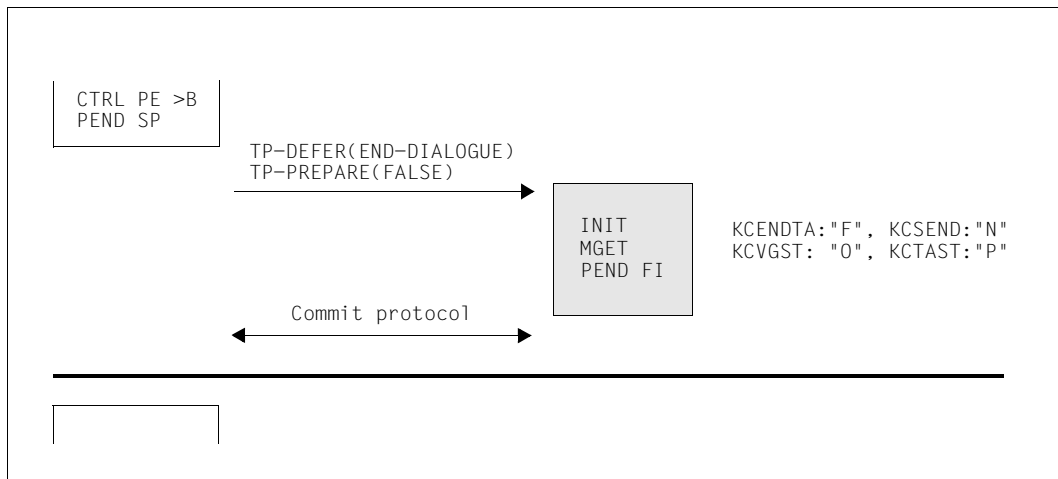 CTRL PE >B
PEND SP
TP-DEFER(END-DIALOGUE)
TP-PREPARE(FALSE)
INIT
MGET
PEND FI
KCENDTA:"F", KCSEND:"N"
KCVGST: "O", KCTAST:"P"
Commit protocol